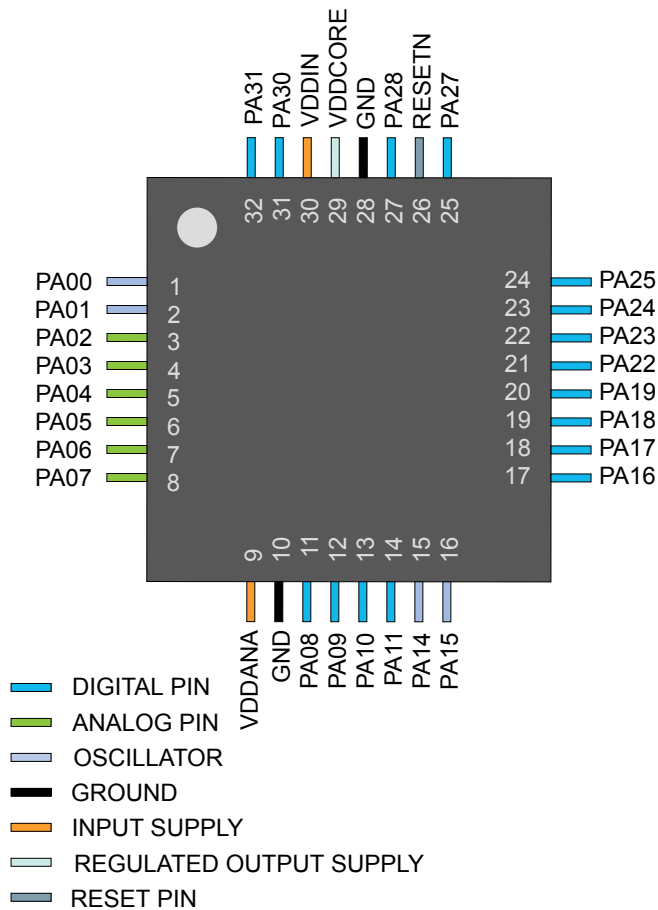 PA31
PA30
VDDIN
VDDCORE
GND
PA28
RESETN
PA27
32
31
30
29
28
27
26
25
PA00 1
PA01 2
PA02 3
PA03 4
PA04 5
PA05 6
PA06 7
PA07 8
24 PA25
23 PA24
22 PA23
21 PA22
20 PA19
19 PA18
18 PA17
17 PA16
9
10
11
12
13
14
15
16
VDDANA
GND
PA08
PA09
PA10
PA11
PA14
PA15
DIGITAL PIN
ANALOG PIN
OSCILLATOR
GROUND
INPUT SUPPLY
REGULATED OUTPUT SUPPLY
RESET PIN